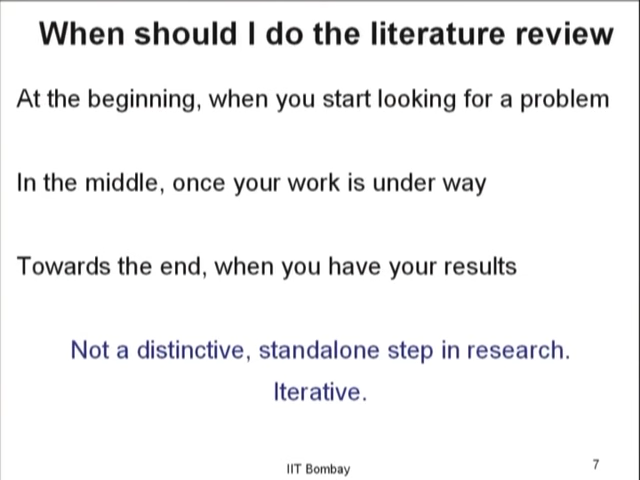 When should I do the literature review
At the beginning, when you start looking for a problem
In the middle, once your work is under way
Towards the end, when you have your results
Not a distinctive, standalone step in research.
Iterative.
IIT Bombay
7